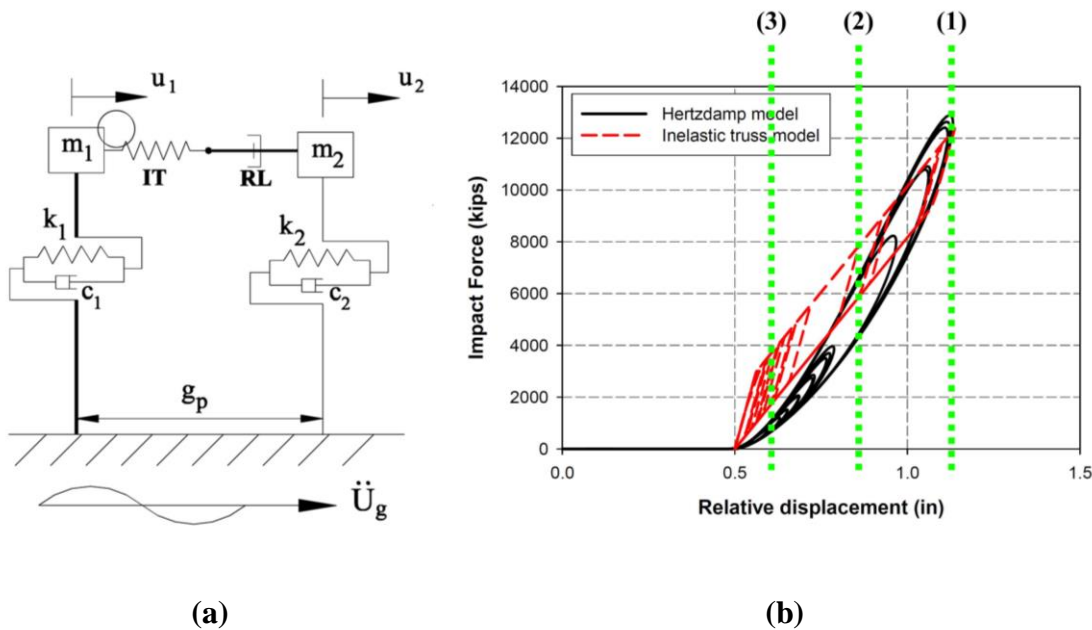 (3) (2) (1)
u1 u2
m1 m2
IT RL
k1 k2
c1 c2
gp
Üg
14000
12000
10000
8000
6000
4000
2000
0
Impact Force (kips)
Hertzdamp model
Inelastic truss model
0.0 0.5 1.0 1.5
Relative displacement (in)
(a) (b)